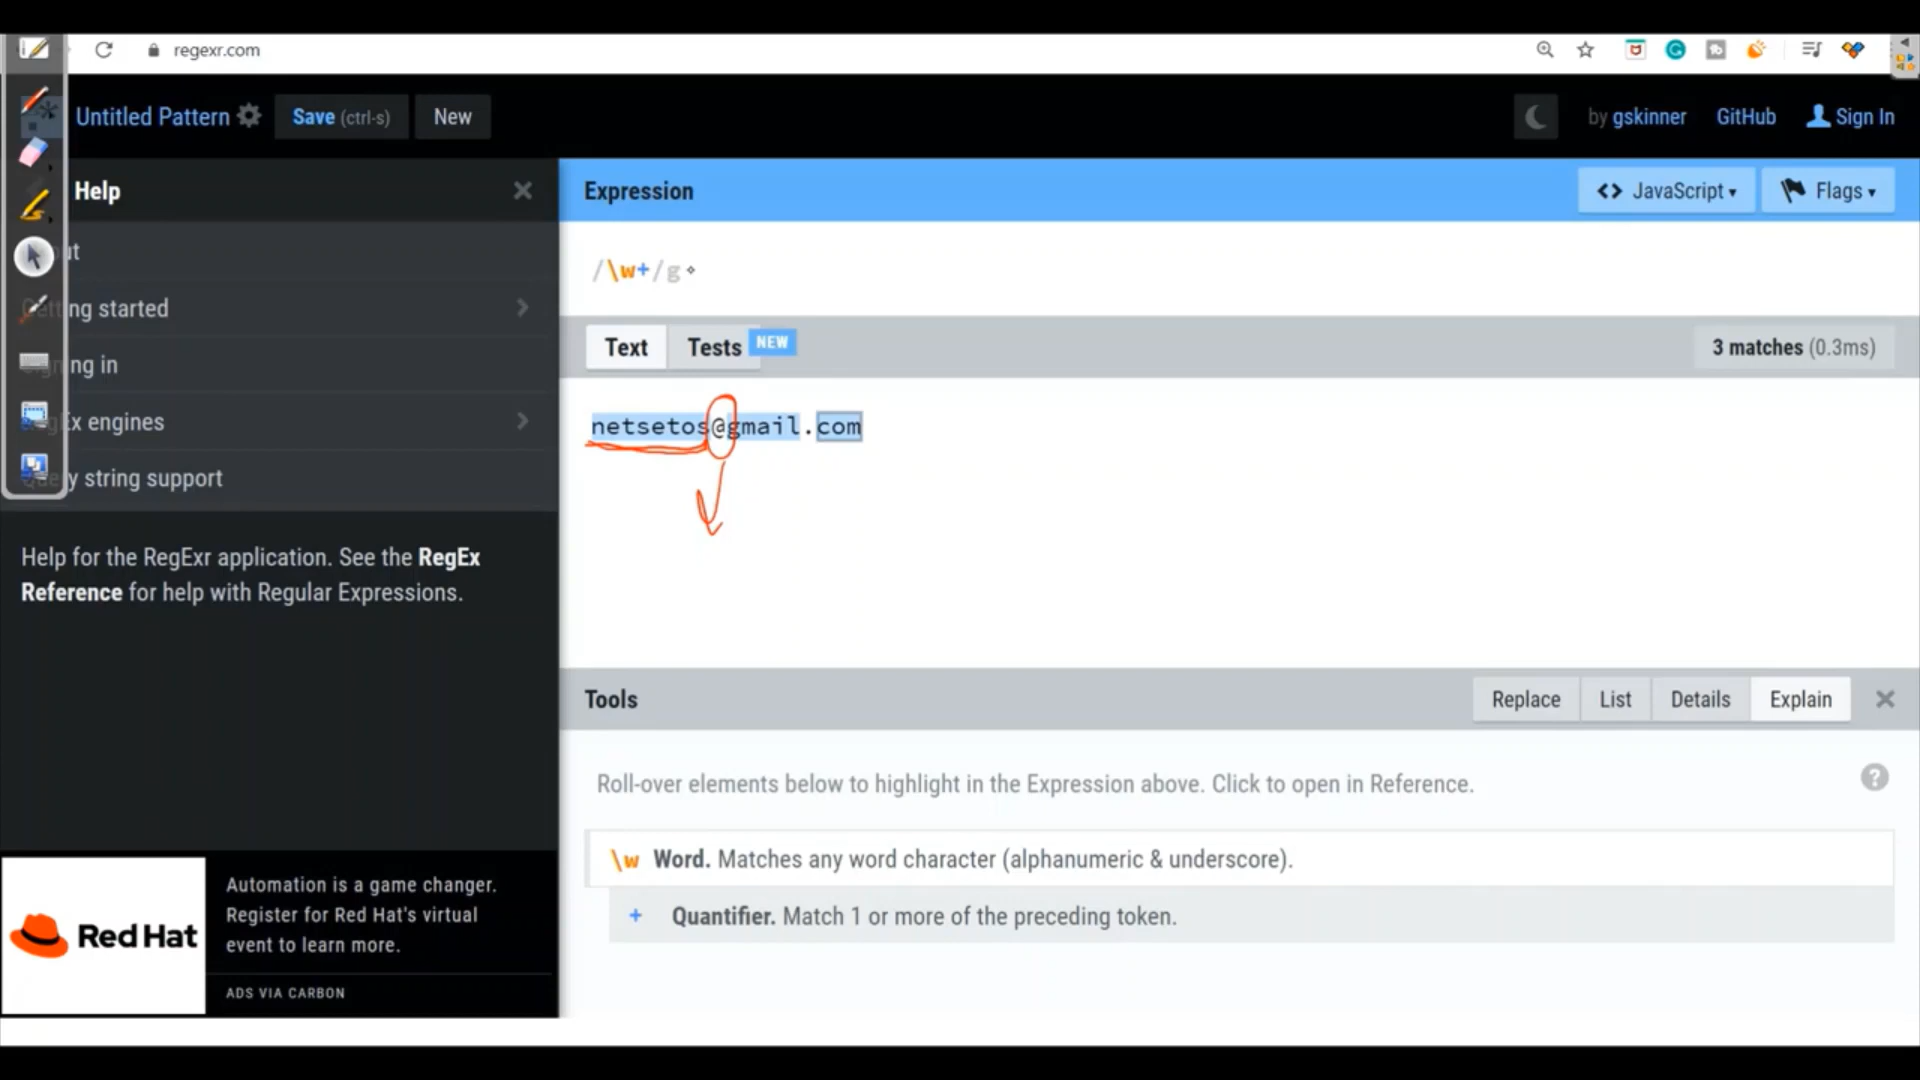 regexr.com
Untitled Pattern Save (ctrl-s) New by gskinner GitHub Sign In
Help
Expression
JavaScript Flags
ut
/\w+/g
ng started
Text Tests NEW
3 matches (0.3ms)
ng in
Ex engines
netsetos@gmail.com
y string support
Help for the RegExr application. See the RegEx
Reference for help with Regular Expressions.
Tools
Replace List Details Explain
Roll-over elements below to highlight in the Expression above. Click to open in Reference.
\w Word. Matches any word character (alphanumeric & underscore).
+ Quantifier. Match 1 or more of the preceding token.
Red Hat
Automation is a game changer.
Register for Red Hat's virtual
event to learn more.
ADS VIA CARBON